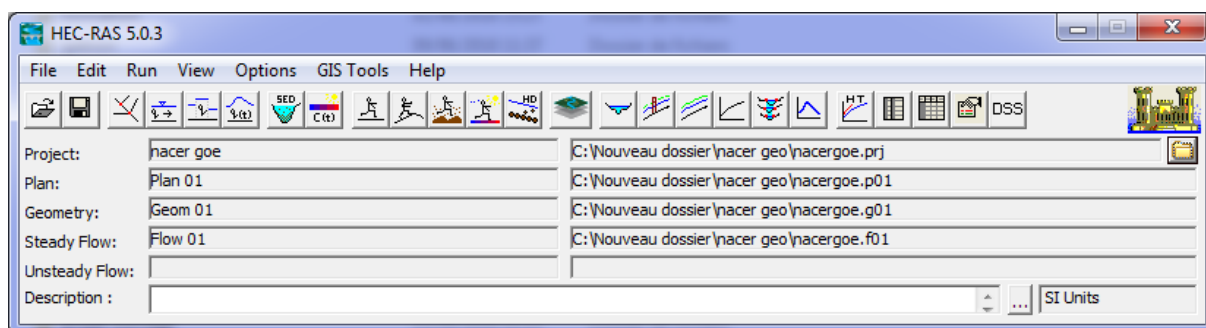 HEC-RAS 5.0.3
File Edit Run View Options GIS Tools Help
SED C(t) HD HT DSS
Project: nacer goe C:\Nouveau dossier\nacer geo\nacergoe.prj
Plan: Plan 01 C:\Nouveau dossier\nacer geo\nacergoe.p01
Geometry: Geom 01 C:\Nouveau dossier\nacer geo\nacergoe.g01
Steady Flow: Flow 01 C:\Nouveau dossier\nacer geo\nacergoe.f01
Unsteady Flow:
Description : ... SI Units